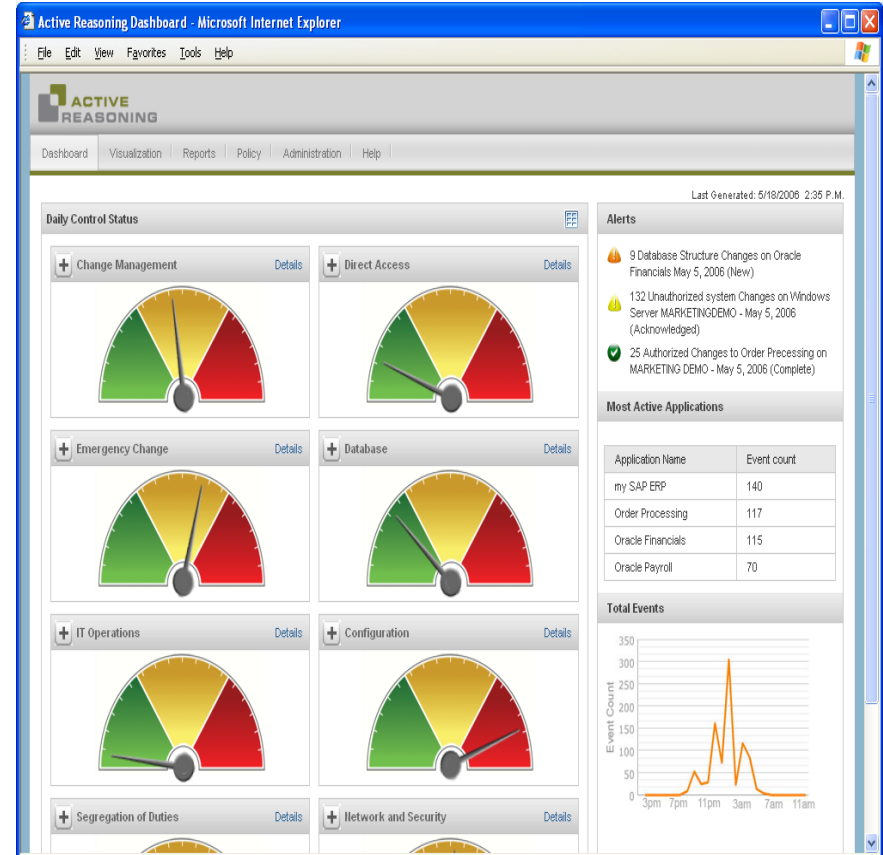 Active Reasoning Dashboard - Microsoft Internet Explorer
File Edit View Favorites Tools Help
ACTIVE
REASONING
Dashboard Visualization Reports Policy Administration Help
Last Generated: 5/18/2006 2:35 P.M.
Daily Control Status
Change Management Details
Direct Access Details
Emergency Change Details
Database Details
IT Operations Details
Configuration Details
Segregation of Duties Details
Network and Security Details
Alerts
9 Database Structure Changes on Oracle
Financials May 5, 2006 (New)
132 Unauthorized system Changes on Windows
Server MARKETINGDEMO - May 5, 2006
(Acknowledged)
25 Authorized Changes to Order Precessing on
MARKETING DEMO - May 5, 2006 (Complete)
Most Active Applications
Application Name Event count
my SAP ERP 140
Order Processing 117
Oracle Financials 115
Oracle Payroll 70
Total Events
Event Count
350
300
250
200
150
100
50
0
3pm 7pm 11pm 3am 7am 11am